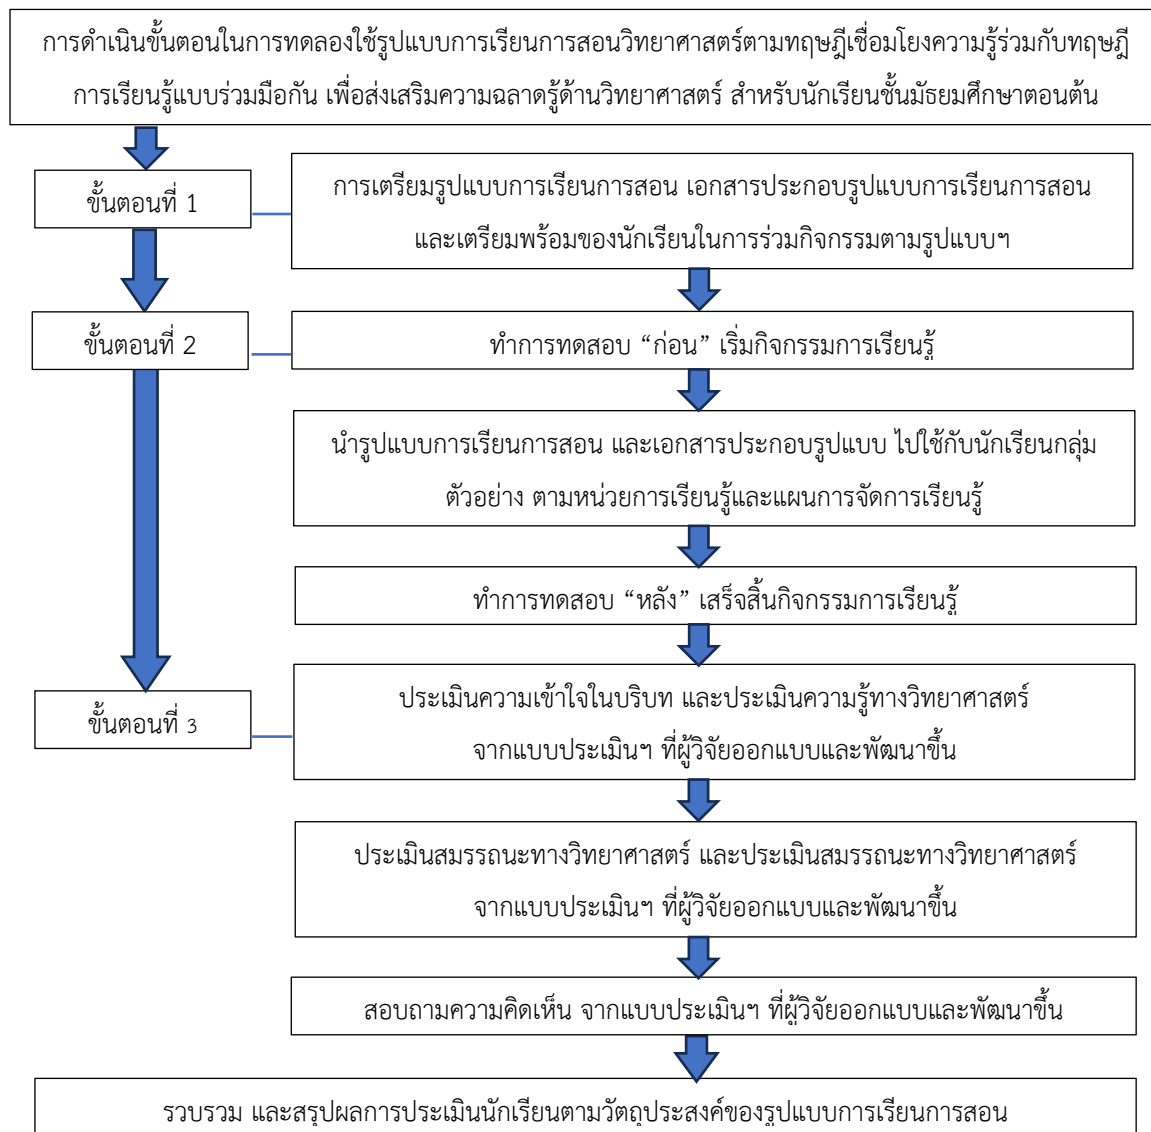 การดำเนินขั้นตอนในการทดลองใช้รูปแบบการเรียนการสอนวิทยาศาสตร์ตามทฤษฎีเชื่อมโยงความรู้ร่วมกับทฤษฎี
การเรียนรู้แบบร่วมมือกัน เพื่อส่งเสริมความฉลาดรู้ด้านวิทยาศาสตร์ สำหรับนักเรียนชั้นมัธยมศึกษาตอนต้น
ขั้นตอนที่ 1
การเตรียมรูปแบบการเรียนการสอน เอกสารประกอบรูปแบบการเรียนการสอน
และเตรียมพร้อมของนักเรียนในการร่วมกิจกรรมตามรูปแบบฯ
ขั้นตอนที่ 2
ทำการทดสอบ “ก่อน” เริ่มกิจกรรมการเรียนรู้
นำรูปแบบการเรียนการสอน และเอกสารประกอบรูปแบบ ไปใช้กับนักเรียนกลุ่ม
ตัวอย่าง ตามหน่วยการเรียนรู้และแผนการจัดการเรียนรู้
ทำการทดสอบ “หลัง” เสร็จสิ้นกิจกรรมการเรียนรู้
ขั้นตอนที่ 3
ประเมินความเข้าใจในบริบท และประเมินความรู้ทางวิทยาศาสตร์
จากแบบประเมินฯ ที่ผู้วิจัยออกแบบและพัฒนาขึ้น
ประเมินสมรรถนะทางวิทยาศาสตร์ และประเมินสมรรถนะทางวิทยาศาสตร์
จากแบบประเมินฯ ที่ผู้วิจัยออกแบบและพัฒนาขึ้น
สอบถามความคิดเห็น จากแบบประเมินฯ ที่ผู้วิจัยออกแบบและพัฒนาขึ้น
รวบรวม และสรุปผลการประเมินนักเรียนตามวัตถุประสงค์ของรูปแบบการเรียนการสอน